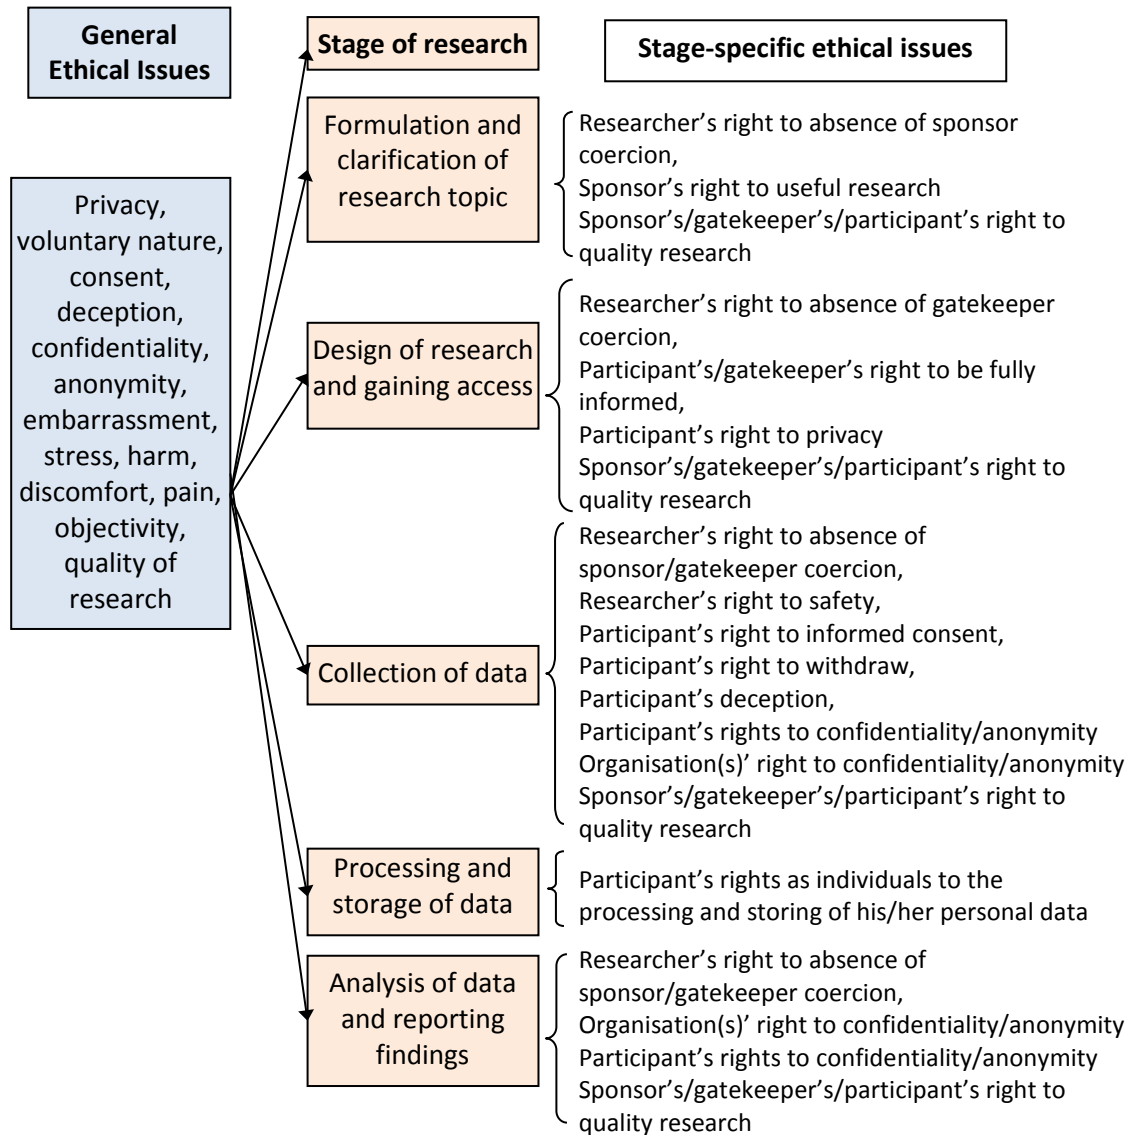 General
Ethical Issues
Stage of research
Stage-specific ethical issues
Privacy,
voluntary nature,
consent,
deception,
confidentiality,
anonymity,
embarrassment,
stress, harm,
discomfort, pain,
objectivity,
quality of
research
Formulation and
clarification of
research topic
Researcher’s right to absence of sponsor
coercion,
Sponsor’s right to useful research
Sponsor’s/gatekeeper’s/participant’s right to
quality research
Design of research
and gaining access
Researcher’s right to absence of gatekeeper
coercion,
Participant’s/gatekeeper’s right to be fully
informed,
Participant’s right to privacy
Sponsor’s/gatekeeper’s/participant’s right to
quality research
Collection of data
Researcher’s right to absence of
sponsor/gatekeeper coercion,
Researcher’s right to safety,
Participant’s right to informed consent,
Participant’s right to withdraw,
Participant’s deception,
Participant’s rights to confidentiality/anonymity
Organisation(s)’ right to confidentiality/anonymity
Sponsor’s/gatekeeper’s/participant’s right to
quality research
Processing and
storage of data
Participant’s rights as individuals to the
processing and storing of his/her personal data
Analysis of data
and reporting
findings
Researcher’s right to absence of
sponsor/gatekeeper coercion,
Organisation(s)’ right to confidentiality/anonymity
Participant’s rights to confidentiality/anonymity
Sponsor’s/gatekeeper’s/participant’s right to
quality research